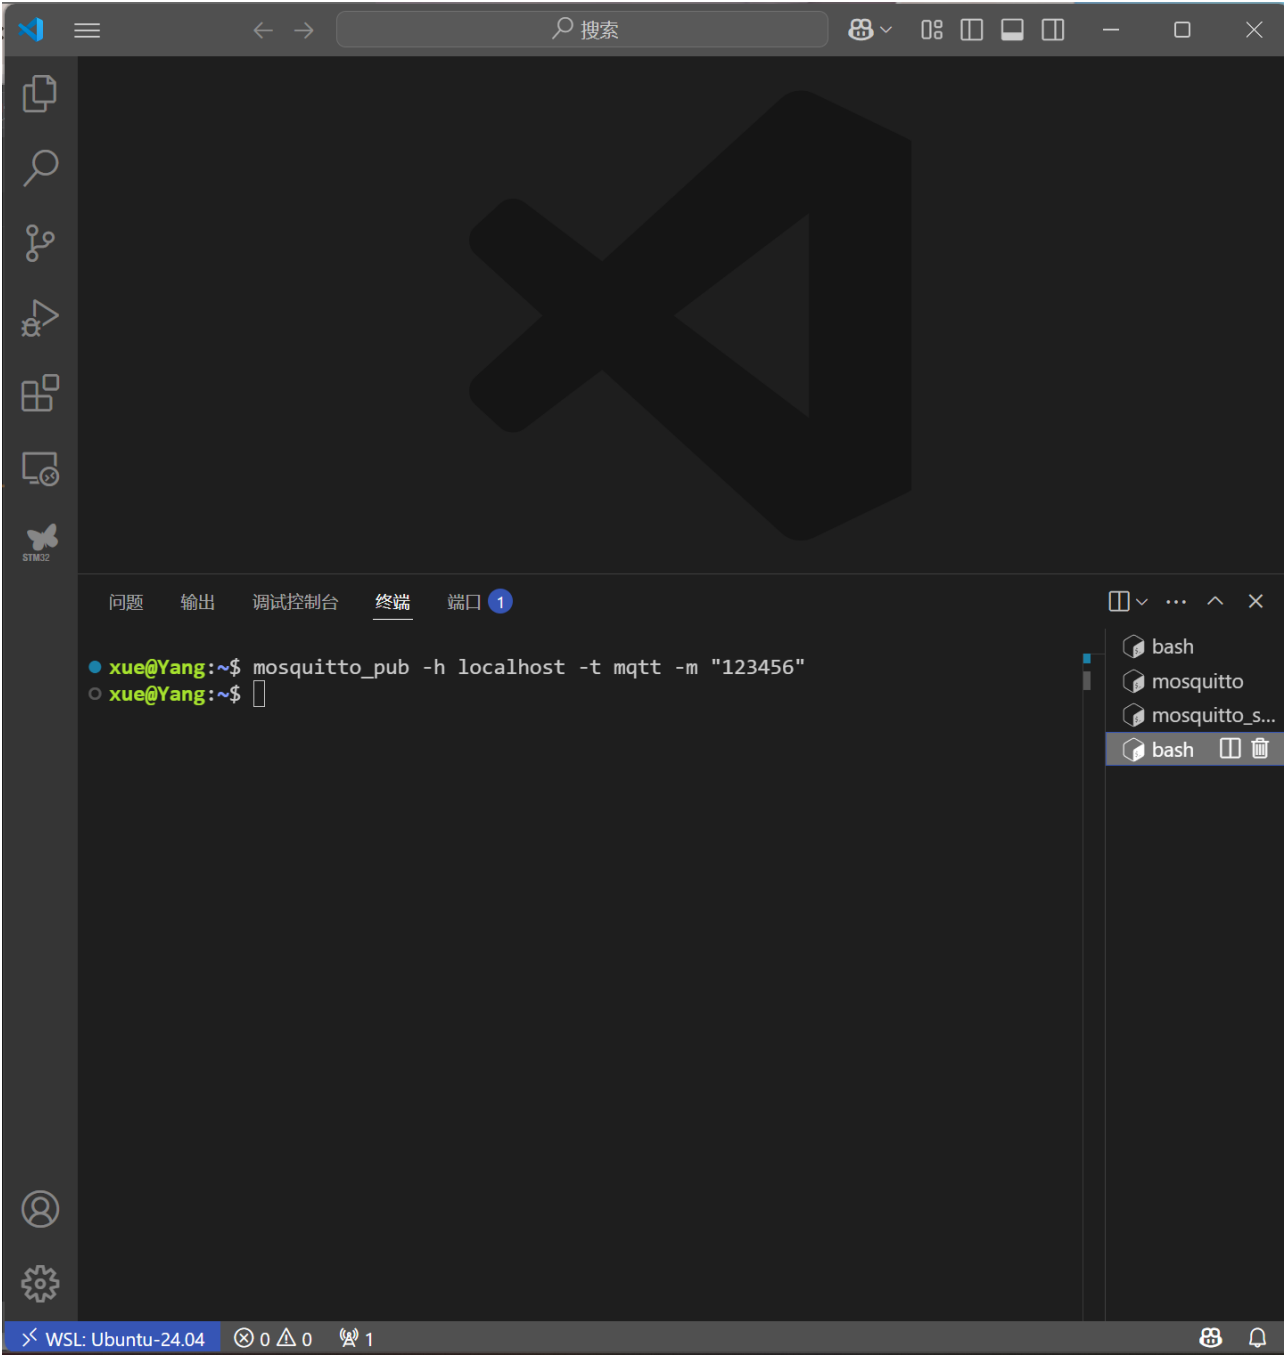 搜索
STM32
问题 输出 调试控制台 终端 端口 1
xue@Yang:~$ mosquitto_pub -h localhost -t mqtt -m "123456"
xue@Yang:~$
bash
mosquitto
mosquitto_s...
bash
WSL: Ubuntu-24.04 0 0 1